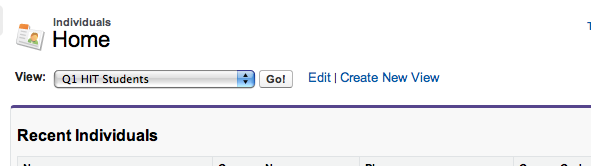 Individuals
Home
View: Q1 HIT Students Go! Edit | Create New View
Recent Individuals